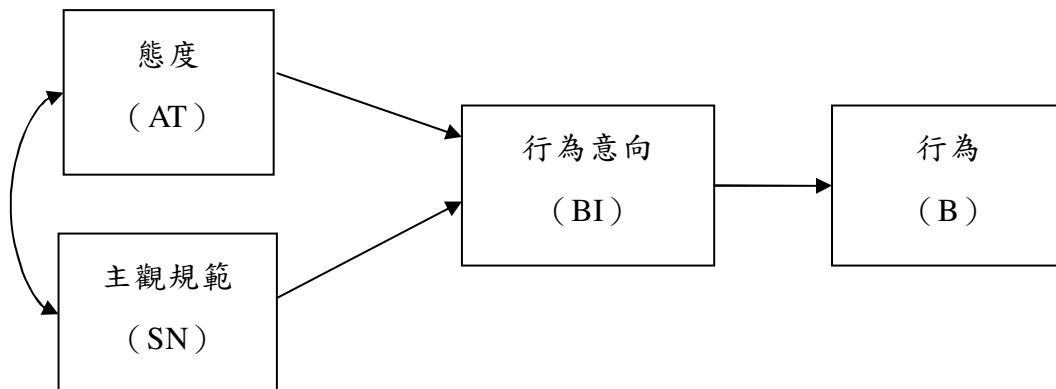 態度
（AT）
主觀規範
（SN）
行為意向
（BI）
行為
（B）